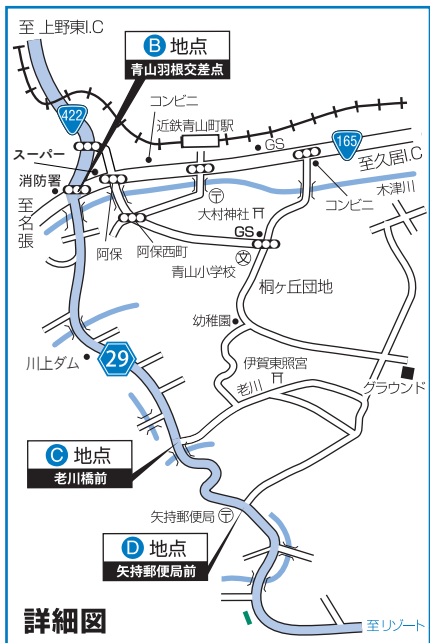 至 上野東I.C
B 地点
青山羽根交差点
422
コンビニ
近鉄青山町駅
GS
165
至久居I.C
スーパー
消防署
至名張
木津川
コンビニ
大村神社
GS
阿保
阿保西町
文
青山小学校
桐ヶ丘団地
幼稚園
川上ダム
29
伊賀東照宮
老川
グラウンド
C 地点
老川橋前
矢持郵便局
D 地点
矢持郵便局前
詳細図
至リゾート